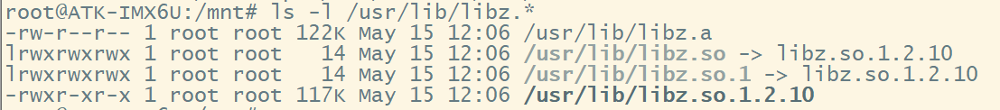 root@ATK-IMX6U:/mnt# ls -l /usr/lib/libz.*
-rw-r--r-- 1 root root 122K May 15 12:06 /usr/lib/libz.a
lrwxrwxrwx 1 root root   14 May 15 12:06 /usr/lib/libz.so -> libz.so.1.2.10
lrwxrwxrwx 1 root root   14 May 15 12:06 /usr/lib/libz.so.1 -> libz.so.1.2.10
-rwxr-xr-x 1 root root 117K May 15 12:06 /usr/lib/libz.so.1.2.10